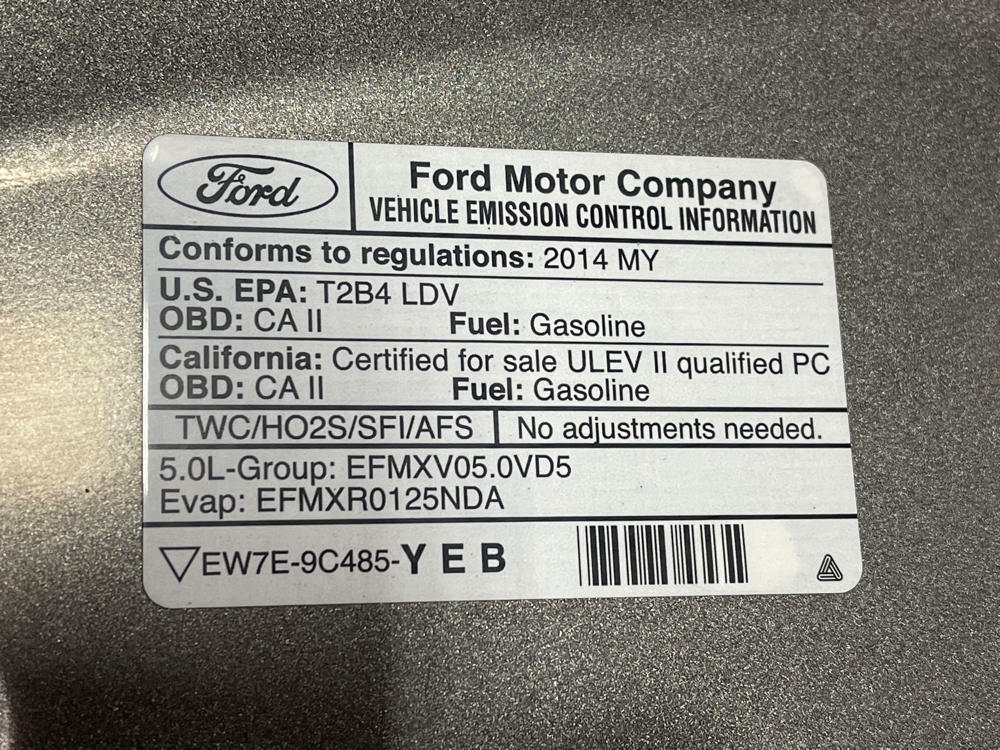 Ford
Ford Motor Company
VEHICLE EMISSION CONTROL INFORMATION
Conforms to regulations: 2014 MY
U.S. EPA: T2B4 LDV
OBD: CA II Fuel: Gasoline
California: Certified for sale ULEV II qualified PC
OBD: CA II Fuel: Gasoline
TWC/HO2S/SFI/AFS No adjustments needed.
5.0L-Group: EFMXV05.0VD5
Evap: EFMXR0125NDA
EW7E-9C485-Y E B